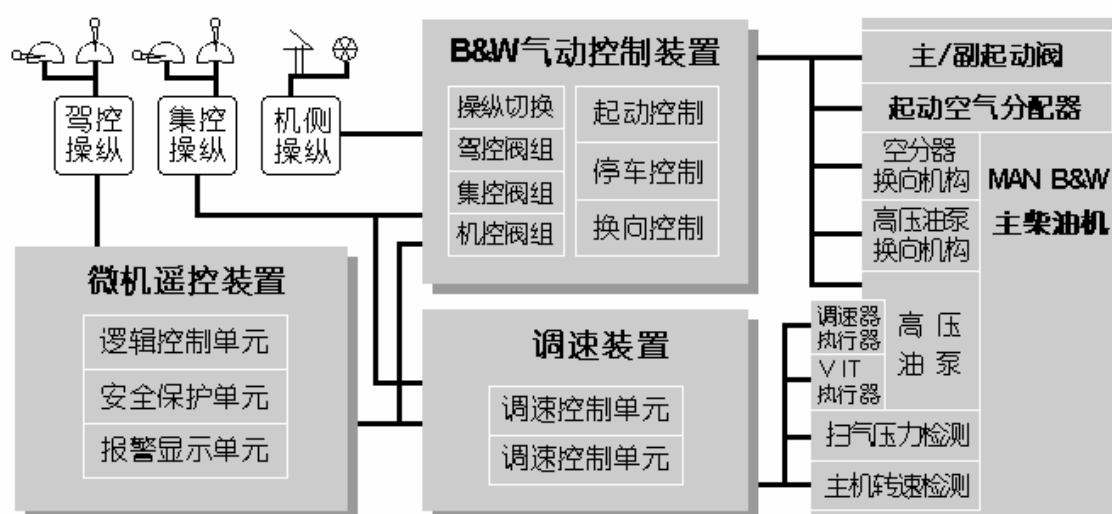 驾控
操纵
集控
操纵
机侧
操纵
B&W气动控制装置
操纵切换
驾控阀组
集控阀组
机控阀组
起动控制
停车控制
换向控制
主/副起动阀
起动空气分配器
空分器
换向机构
高压油泵
换向机构
MAN B&W
主柴油机
微机遥控装置
逻辑控制单元
安全保护单元
报警显示单元
调速装置
调速控制单元
调速控制单元
调速器
执行器
VIT
执行器
高压
油泵
扫气压力检测
主机转速检测